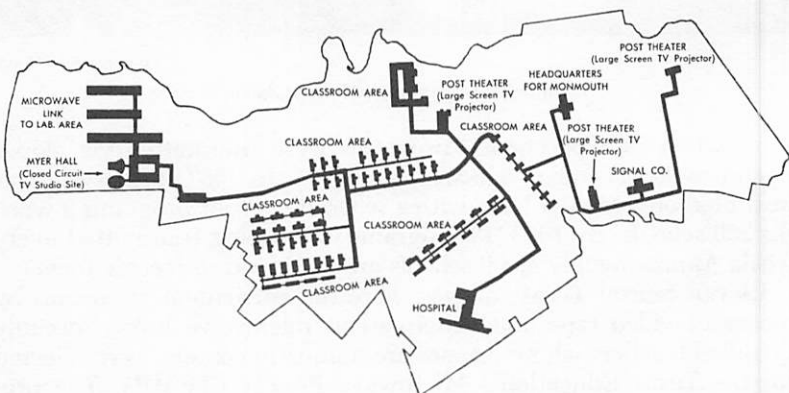 MICROWAVE
LINK
TO LAB. AREA
MYER HALL
(Closed Circuit
TV Studio Site)
CLASSROOM AREA
POST THEATER
(Large Screen TV
Projector)
CLASSROOM AREA
CLASSROOM AREA
CLASSROOM AREA
CLASSROOM AREA
CLASSROOM AREA
HOSPITAL
HEADQUARTERS
FORT MONMOUTH
POST THEATER
(Large Screen TV
Projector)
SIGNAL CO.
POST THEATER
(Large Screen TV
Projector)